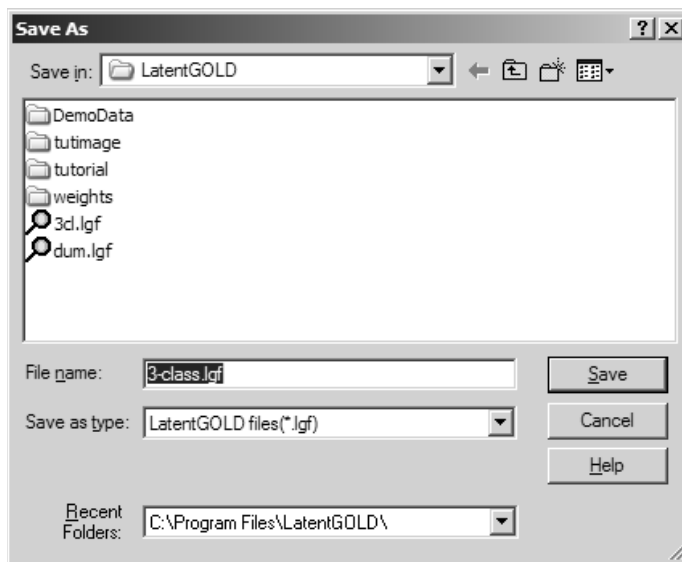 Save As
Save in: LatentGOLD
DemoData
tutimage
tutorial
weights
3cl.lgf
dum.lgf
File name: 3-class.lgf Save
Save as type: LatentGOLD files(*.lgf) Cancel
Help
Recent Folders: C:\Program Files\LatentGOLD\